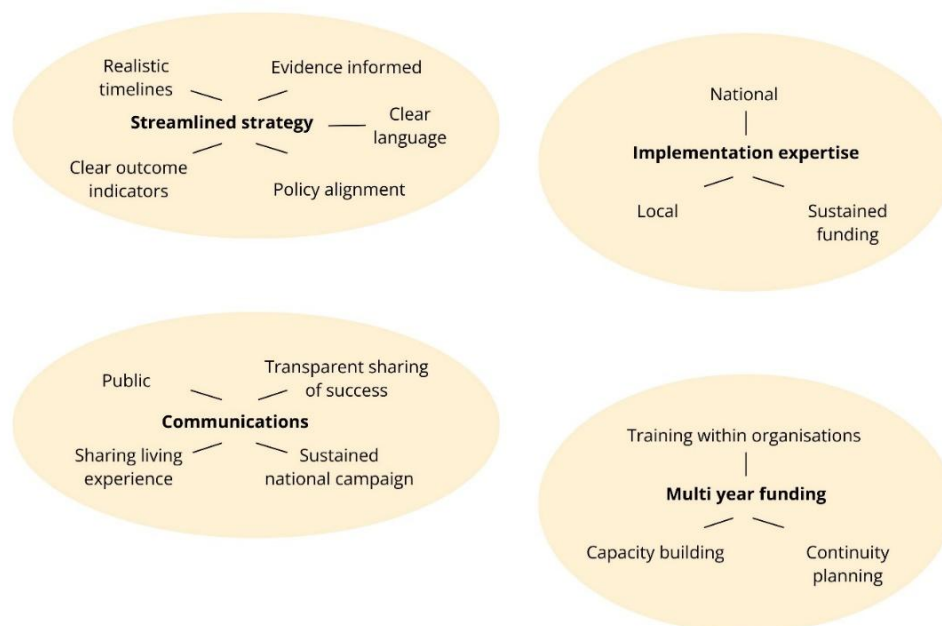 Realistic
timelines
Evidence informed
Streamlined strategy
Clear
language
Clear outcome
indicators
Policy alignment
National
Implementation expertise
Local
Sustained
funding
Public
Transparent sharing
of success
Communications
Sharing living
experience
Sustained
national campaign
Training within organisations
Multi year funding
Capacity building
Continuity
planning